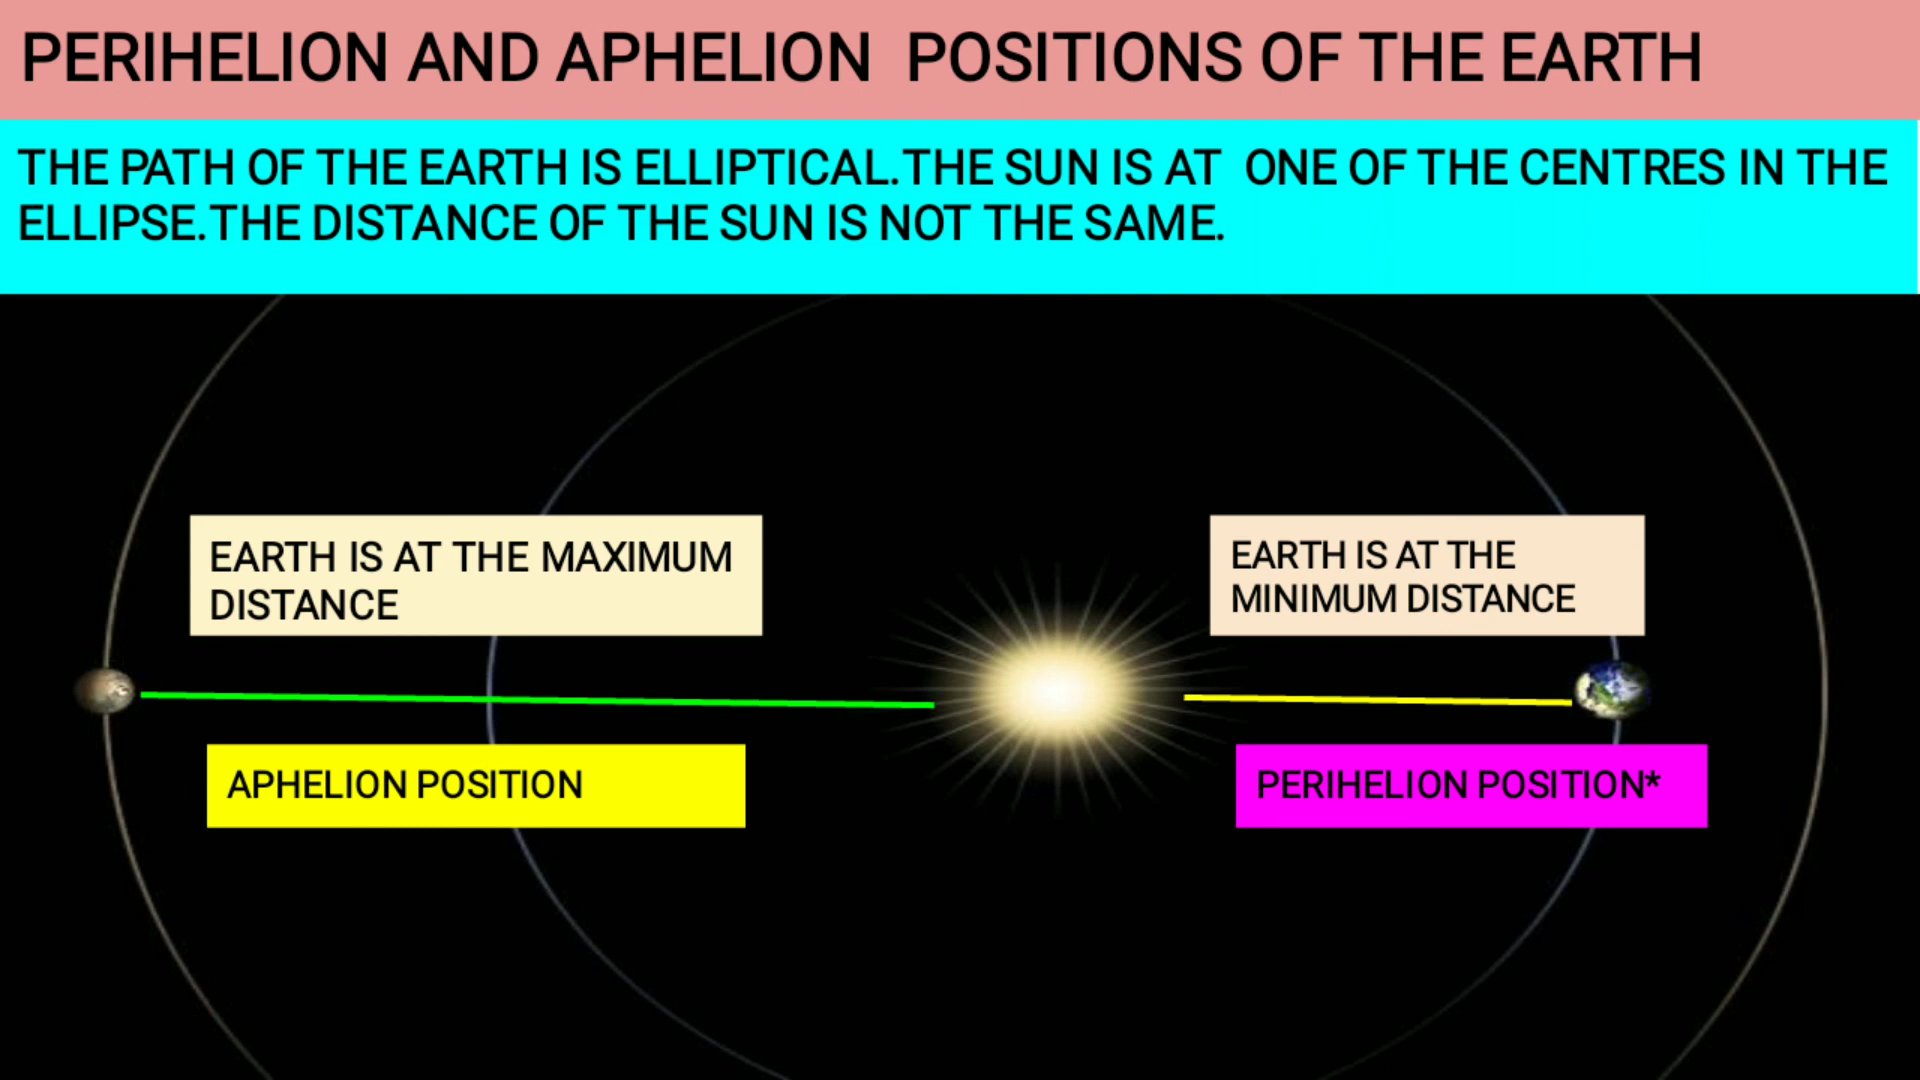 PERIHELION AND APHELION  POSITIONS OF THE EARTH
THE PATH OF THE EARTH IS ELLIPTICAL.THE SUN IS AT  ONE OF THE CENTRES IN THE
ELLIPSE.THE DISTANCE OF THE SUN IS NOT THE SAME.
EARTH IS AT THE MAXIMUM
DISTANCE
EARTH IS AT THE
MINIMUM DISTANCE
APHELION POSITION
PERIHELION POSITION*